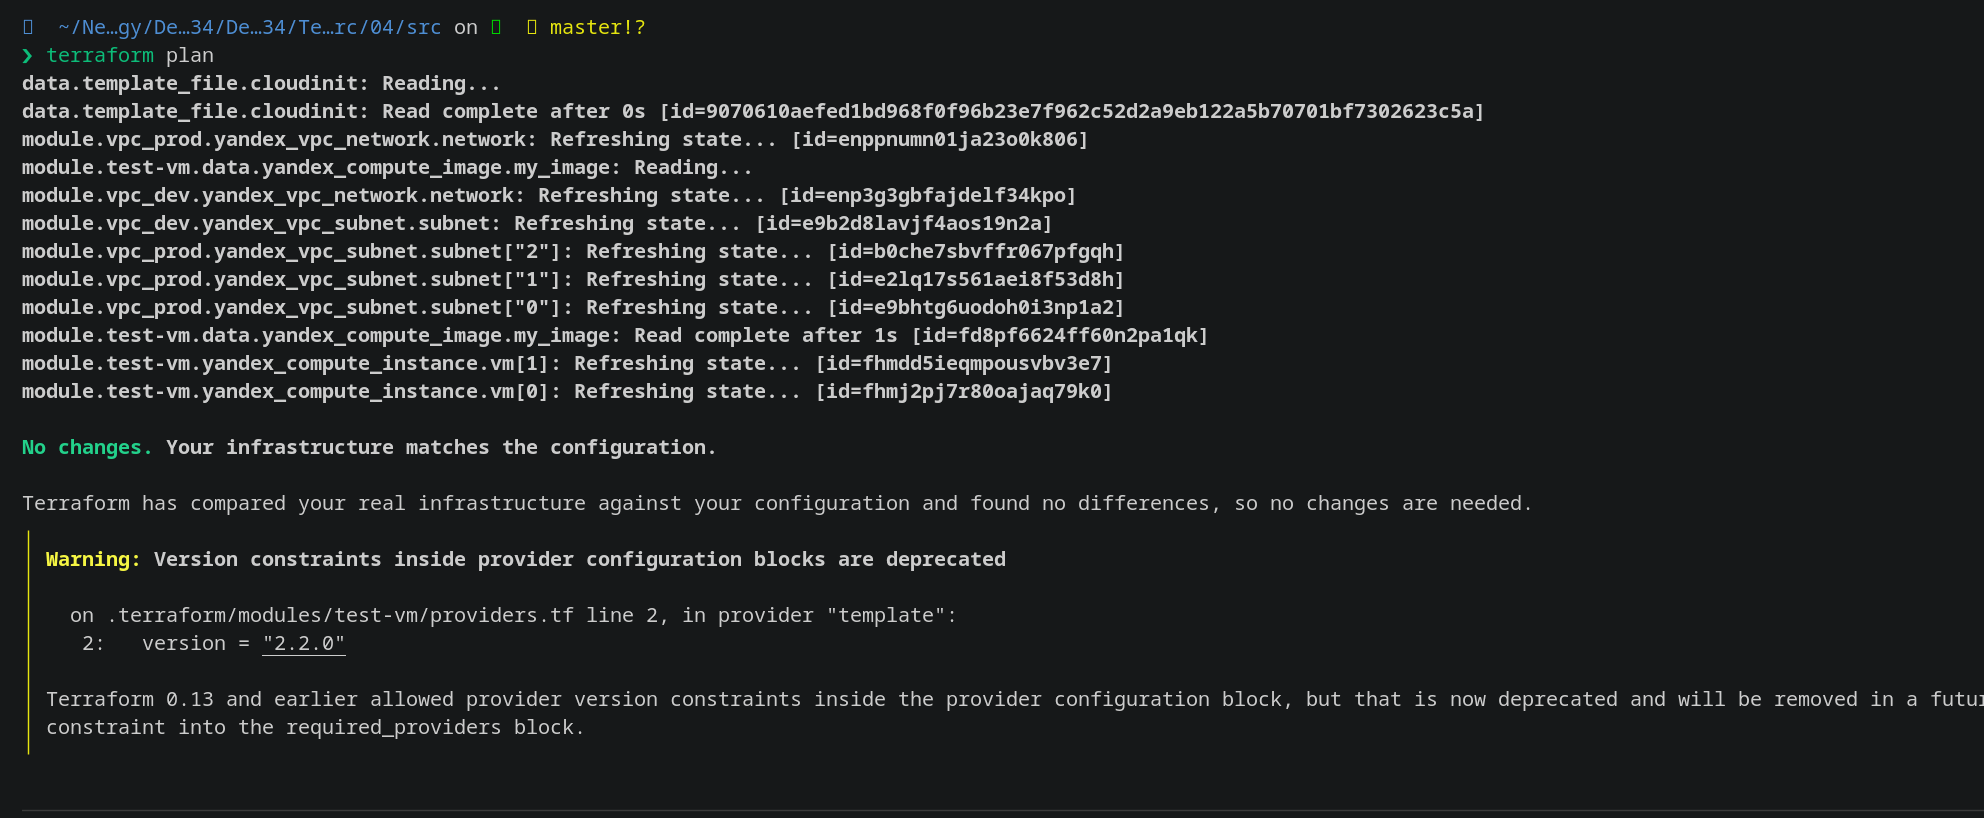 ~/Ne…gy/De…34/De…34/Te…rc/04/src on master!?
❯ terraform plan
data.template_file.cloudinit: Reading...
data.template_file.cloudinit: Read complete after 0s [id=9070610aefed1bd968f0f96b23e7f962c52d2a9eb122a5b70701bf7302623c5a]
module.vpc_prod.yandex_vpc_network.network: Refreshing state... [id=enppnumn01ja23o0k806]
module.test-vm.data.yandex_compute_image.my_image: Reading...
module.vpc_dev.yandex_vpc_network.network: Refreshing state... [id=enp3g3gbfajdelf34kpo]
module.vpc_dev.yandex_vpc_subnet.subnet: Refreshing state... [id=e9b2d8lavjf4aos19n2a]
module.vpc_prod.yandex_vpc_subnet.subnet["2"]: Refreshing state... [id=b0che7sbvffr067pfgqh]
module.vpc_prod.yandex_vpc_subnet.subnet["1"]: Refreshing state... [id=e2lq17s561aei8f53d8h]
module.vpc_prod.yandex_vpc_subnet.subnet["0"]: Refreshing state... [id=e9bhtg6uodoh0i3np1a2]
module.test-vm.data.yandex_compute_image.my_image: Read complete after 1s [id=fd8pf6624ff60n2pa1qk]
module.test-vm.yandex_compute_instance.vm[1]: Refreshing state... [id=fhmdd5ieqmpousvbv3e7]
module.test-vm.yandex_compute_instance.vm[0]: Refreshing state... [id=fhmj2pj7r80oajaq79k0]
No changes. Your infrastructure matches the configuration.
Terraform has compared your real infrastructure against your configuration and found no differences, so no changes are needed.
Warning: Version constraints inside provider configuration blocks are deprecated
on .terraform/modules/test-vm/providers.tf line 2, in provider "template":
2: version = "2.2.0"
Terraform 0.13 and earlier allowed provider version constraints inside the provider configuration block, but that is now deprecated and will be removed in a futu
constraint into the required_providers block.